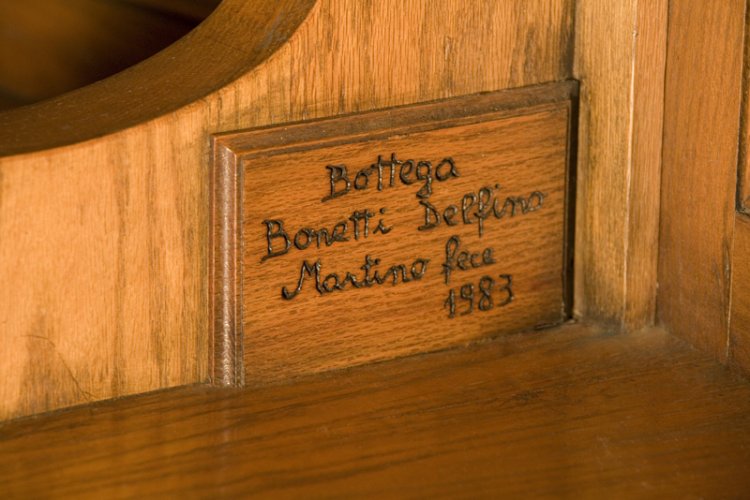 Bottega
Bonetti Delfino
Martino fece
1983